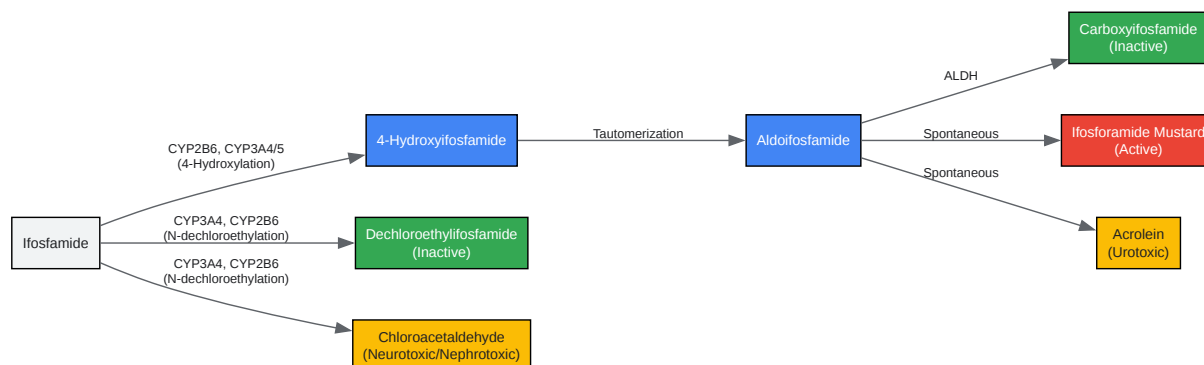 Carboxyifosfamide
(Inactive)
ALDH
CYP2B6, CYP3A4/5
(4-Hydroxylation)
4-Hydroxyifosfamide
Tautomerization
Aldoifosfamide
Spontaneous
Ifosforamide Mustard
(Active)
Spontaneous
Ifosfamide
CYP3A4, CYP2B6
(N-dechloroethylation)
Dechloroethylifosfamide
(Inactive)
Acrolein
(Urotoxic)
CYP3A4, CYP2B6
(N-dechloroethylation)
Chloroacetaldehyde
(Neurotoxic/Nephrotoxic)